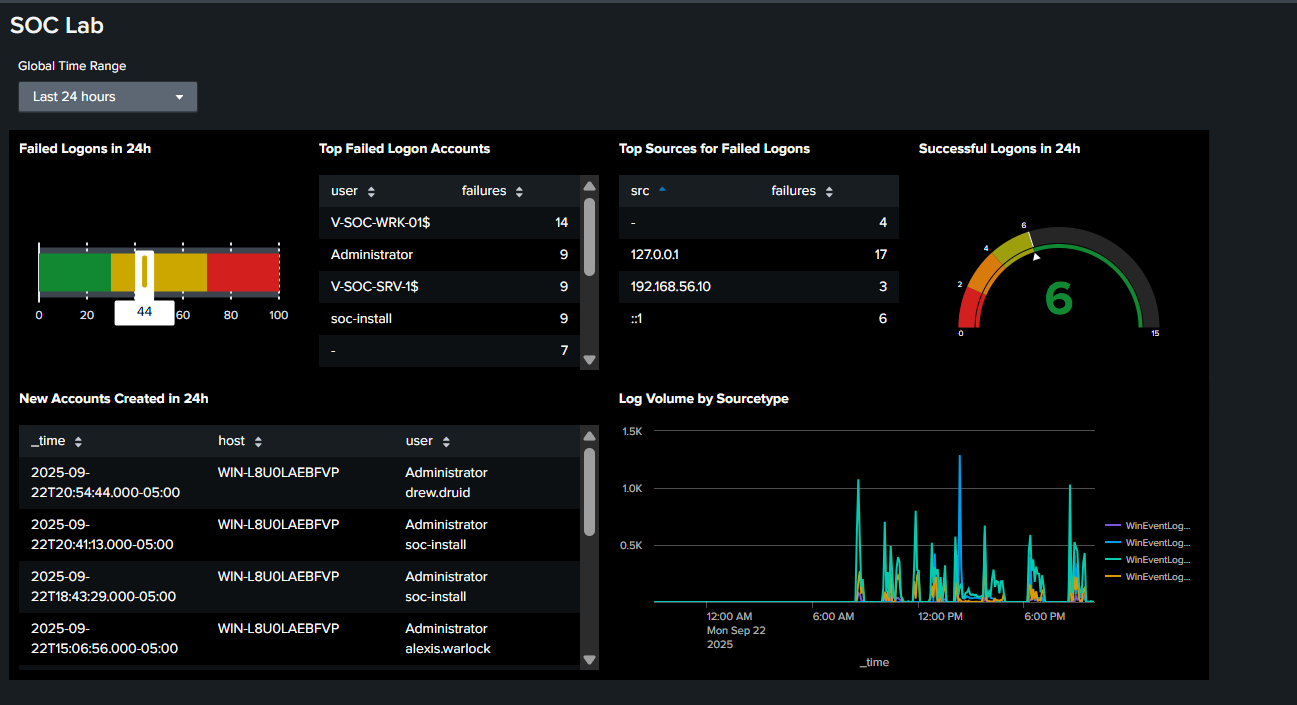 SOC Lab
Global Time Range
Last 24 hours
Failed Logons in 24h
0 20 40 60 80 100
44
Top Failed Logon Accounts
user failures
V-SOC-WRK-01$ 14
Administrator 9
V-SOC-SRV-1$ 9
soc-install 9
- 7
Top Sources for Failed Logons
src failures
- 4
127.0.0.1 17
192.168.56.10 3
::1 6
Successful Logons in 24h
0 2 4 6 15
6
New Accounts Created in 24h
_time host user
2025-09- WIN-L8U0LAEBFVP Administrator
22T20:54:44.000-05:00 drew.druid
2025-09- WIN-L8U0LAEBFVP Administrator
22T20:41:13.000-05:00 soc-install
2025-09- WIN-L8U0LAEBFVP Administrator
22T18:43:29.000-05:00 soc-install
2025-09- WIN-L8U0LAEBFVP Administrator
22T15:06:56.000-05:00 alexis.warlock
Log Volume by Sourcetype
1.5K
1.0K
0.5K
12:00 AM 6:00 AM 12:00 PM 6:00 PM
Mon Sep 22
2025
_time
WinEventLog...
WinEventLog...
WinEventLog...
WinEventLog...